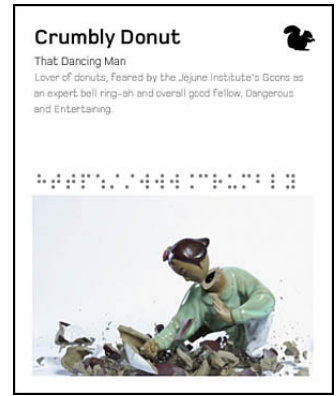 Crumbly Donut
That Dancing Man
Lover of donuts, feared by the Jejune Institute's Goons as
an expert bell ring-ah and overall good fellow. Dangerous
and Entertaining.